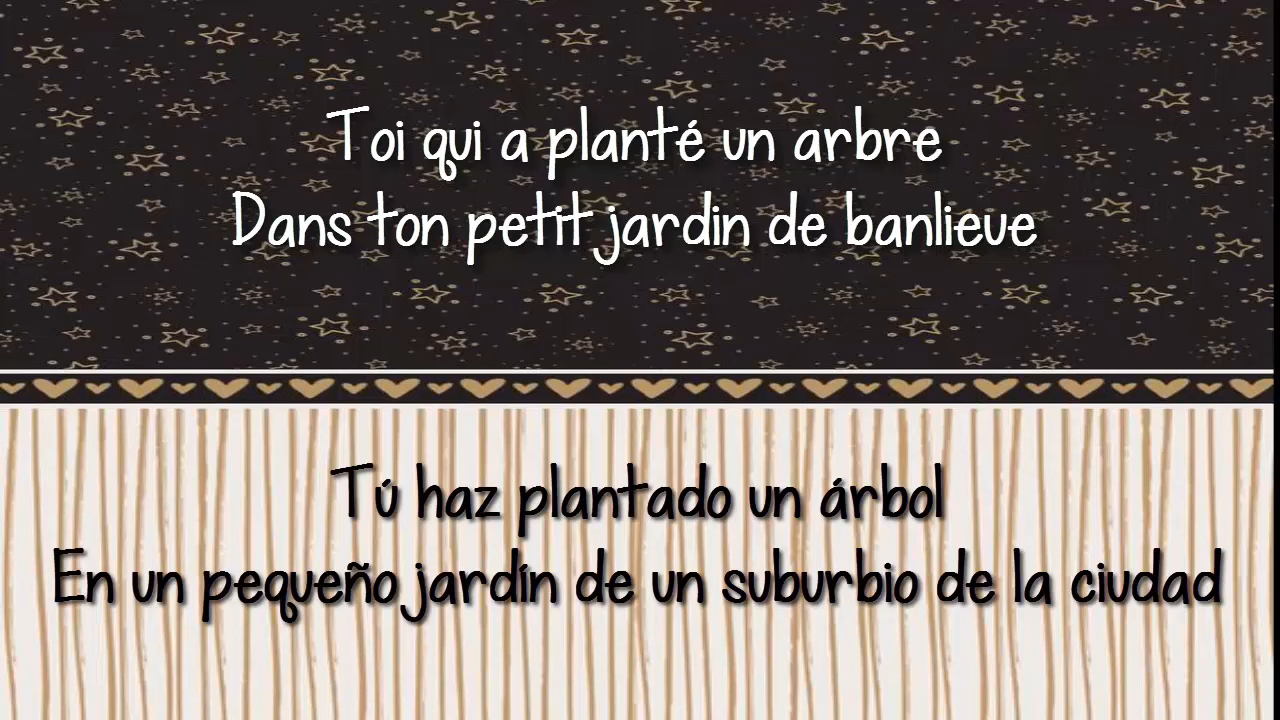 Toi qui a planté un arbre
Dans ton petit jardin de banlieue
Tú haz plantado un árbol
En un pequeño jardín de un suburbio de la ciudad